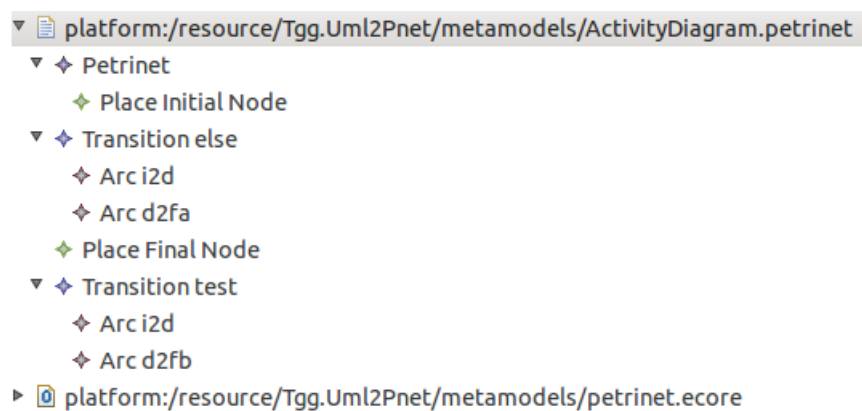 platform:/resource/Tgg.Uml2Pnet/metamodels/ActivityDiagram.petrinet
Petrinet
Place Initial Node
Transition else
Arc i2d
Arc d2fa
Place Final Node
Transition test
Arc i2d
Arc d2fb
platform:/resource/Tgg.Uml2Pnet/metamodels/petrinet.ecore